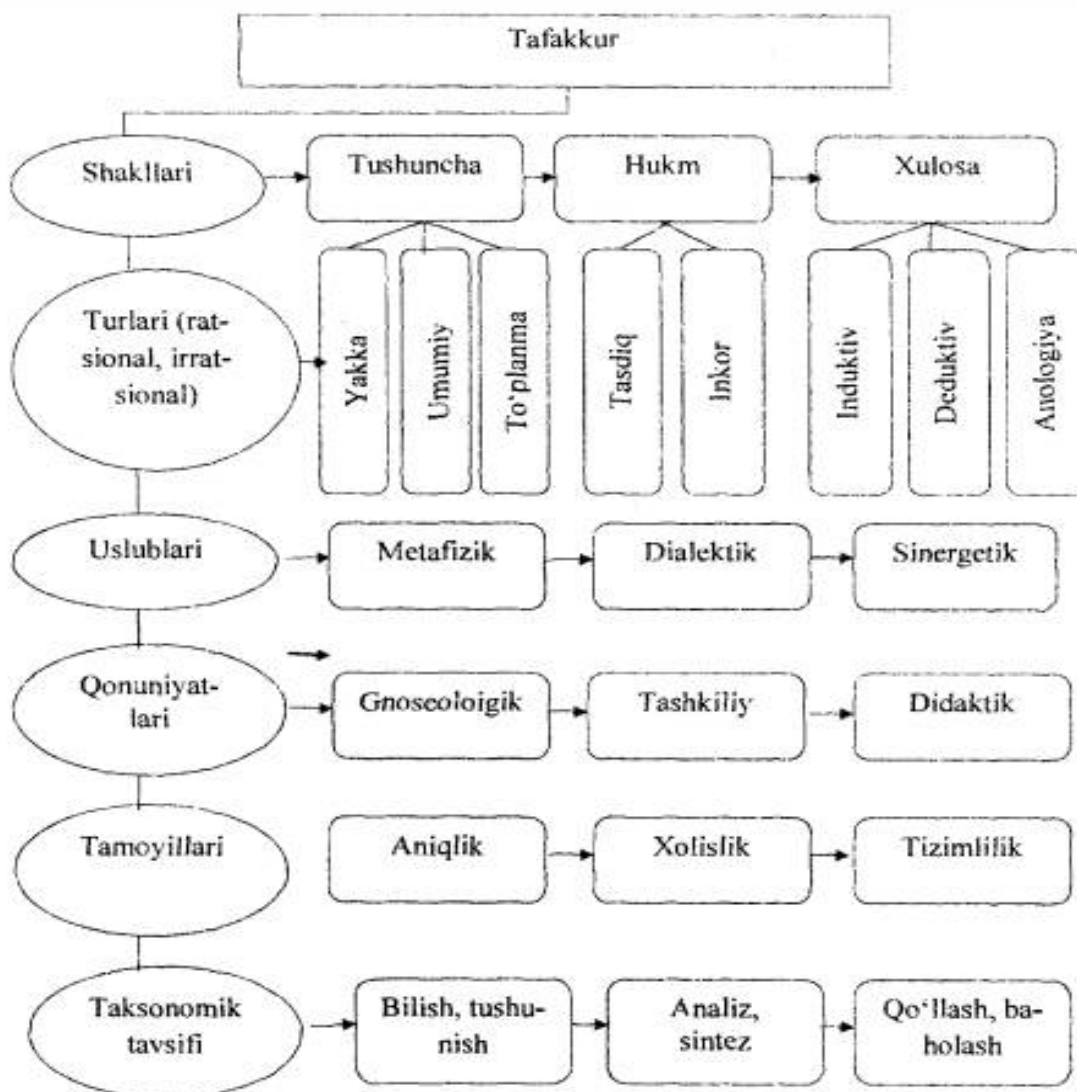 Tafakkur
Shakllari
Tushuncha
Hukm
Xulosa
Turlari (rat-
sional, irrat-
sional)
Yakka
Umumiy
To‘planma
Tasdiq
Inkor
Induktiv
Deduktiv
Anologiya
Uslublari
Metafizik
Dialektik
Sinergetik
Qonuniyat-
lari
Gnoseoloigik
Tashkiliy
Didaktik
Tamoyillari
Aniqlik
Xolislik
Tizimlilik
Taksonomik
tavsifi
Bilish, tushu-
nish
Analiz,
sintez
Qo‘llash, ba-
holash